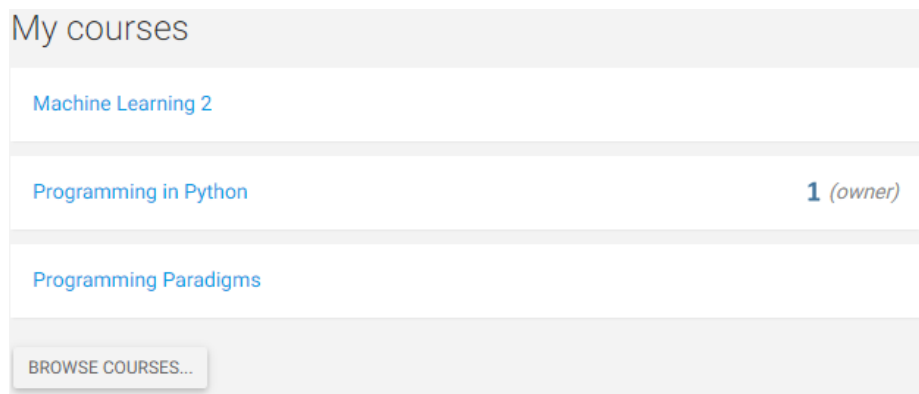 My courses
Machine Learning 2
Programming in Python 1 (owner)
Programming Paradigms
BROWSE COURSES...